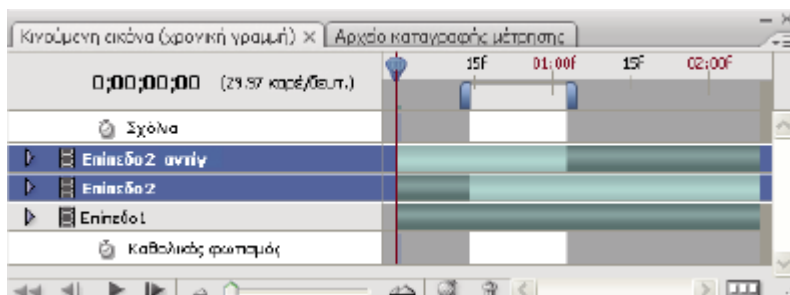 Κινούμενη εικόνα (χρονική γραμμή) × Αρχείο καταγραφής μέτρησης
0;00;00;00 (29.97 καρέ/δευτ.) 15f 01:00f 15f 02:00f
Σχόλια
Επίπεδο 2 αντίγ
Επίπεδο 2
Επίπεδο 1
Καθολικός φωτισμός